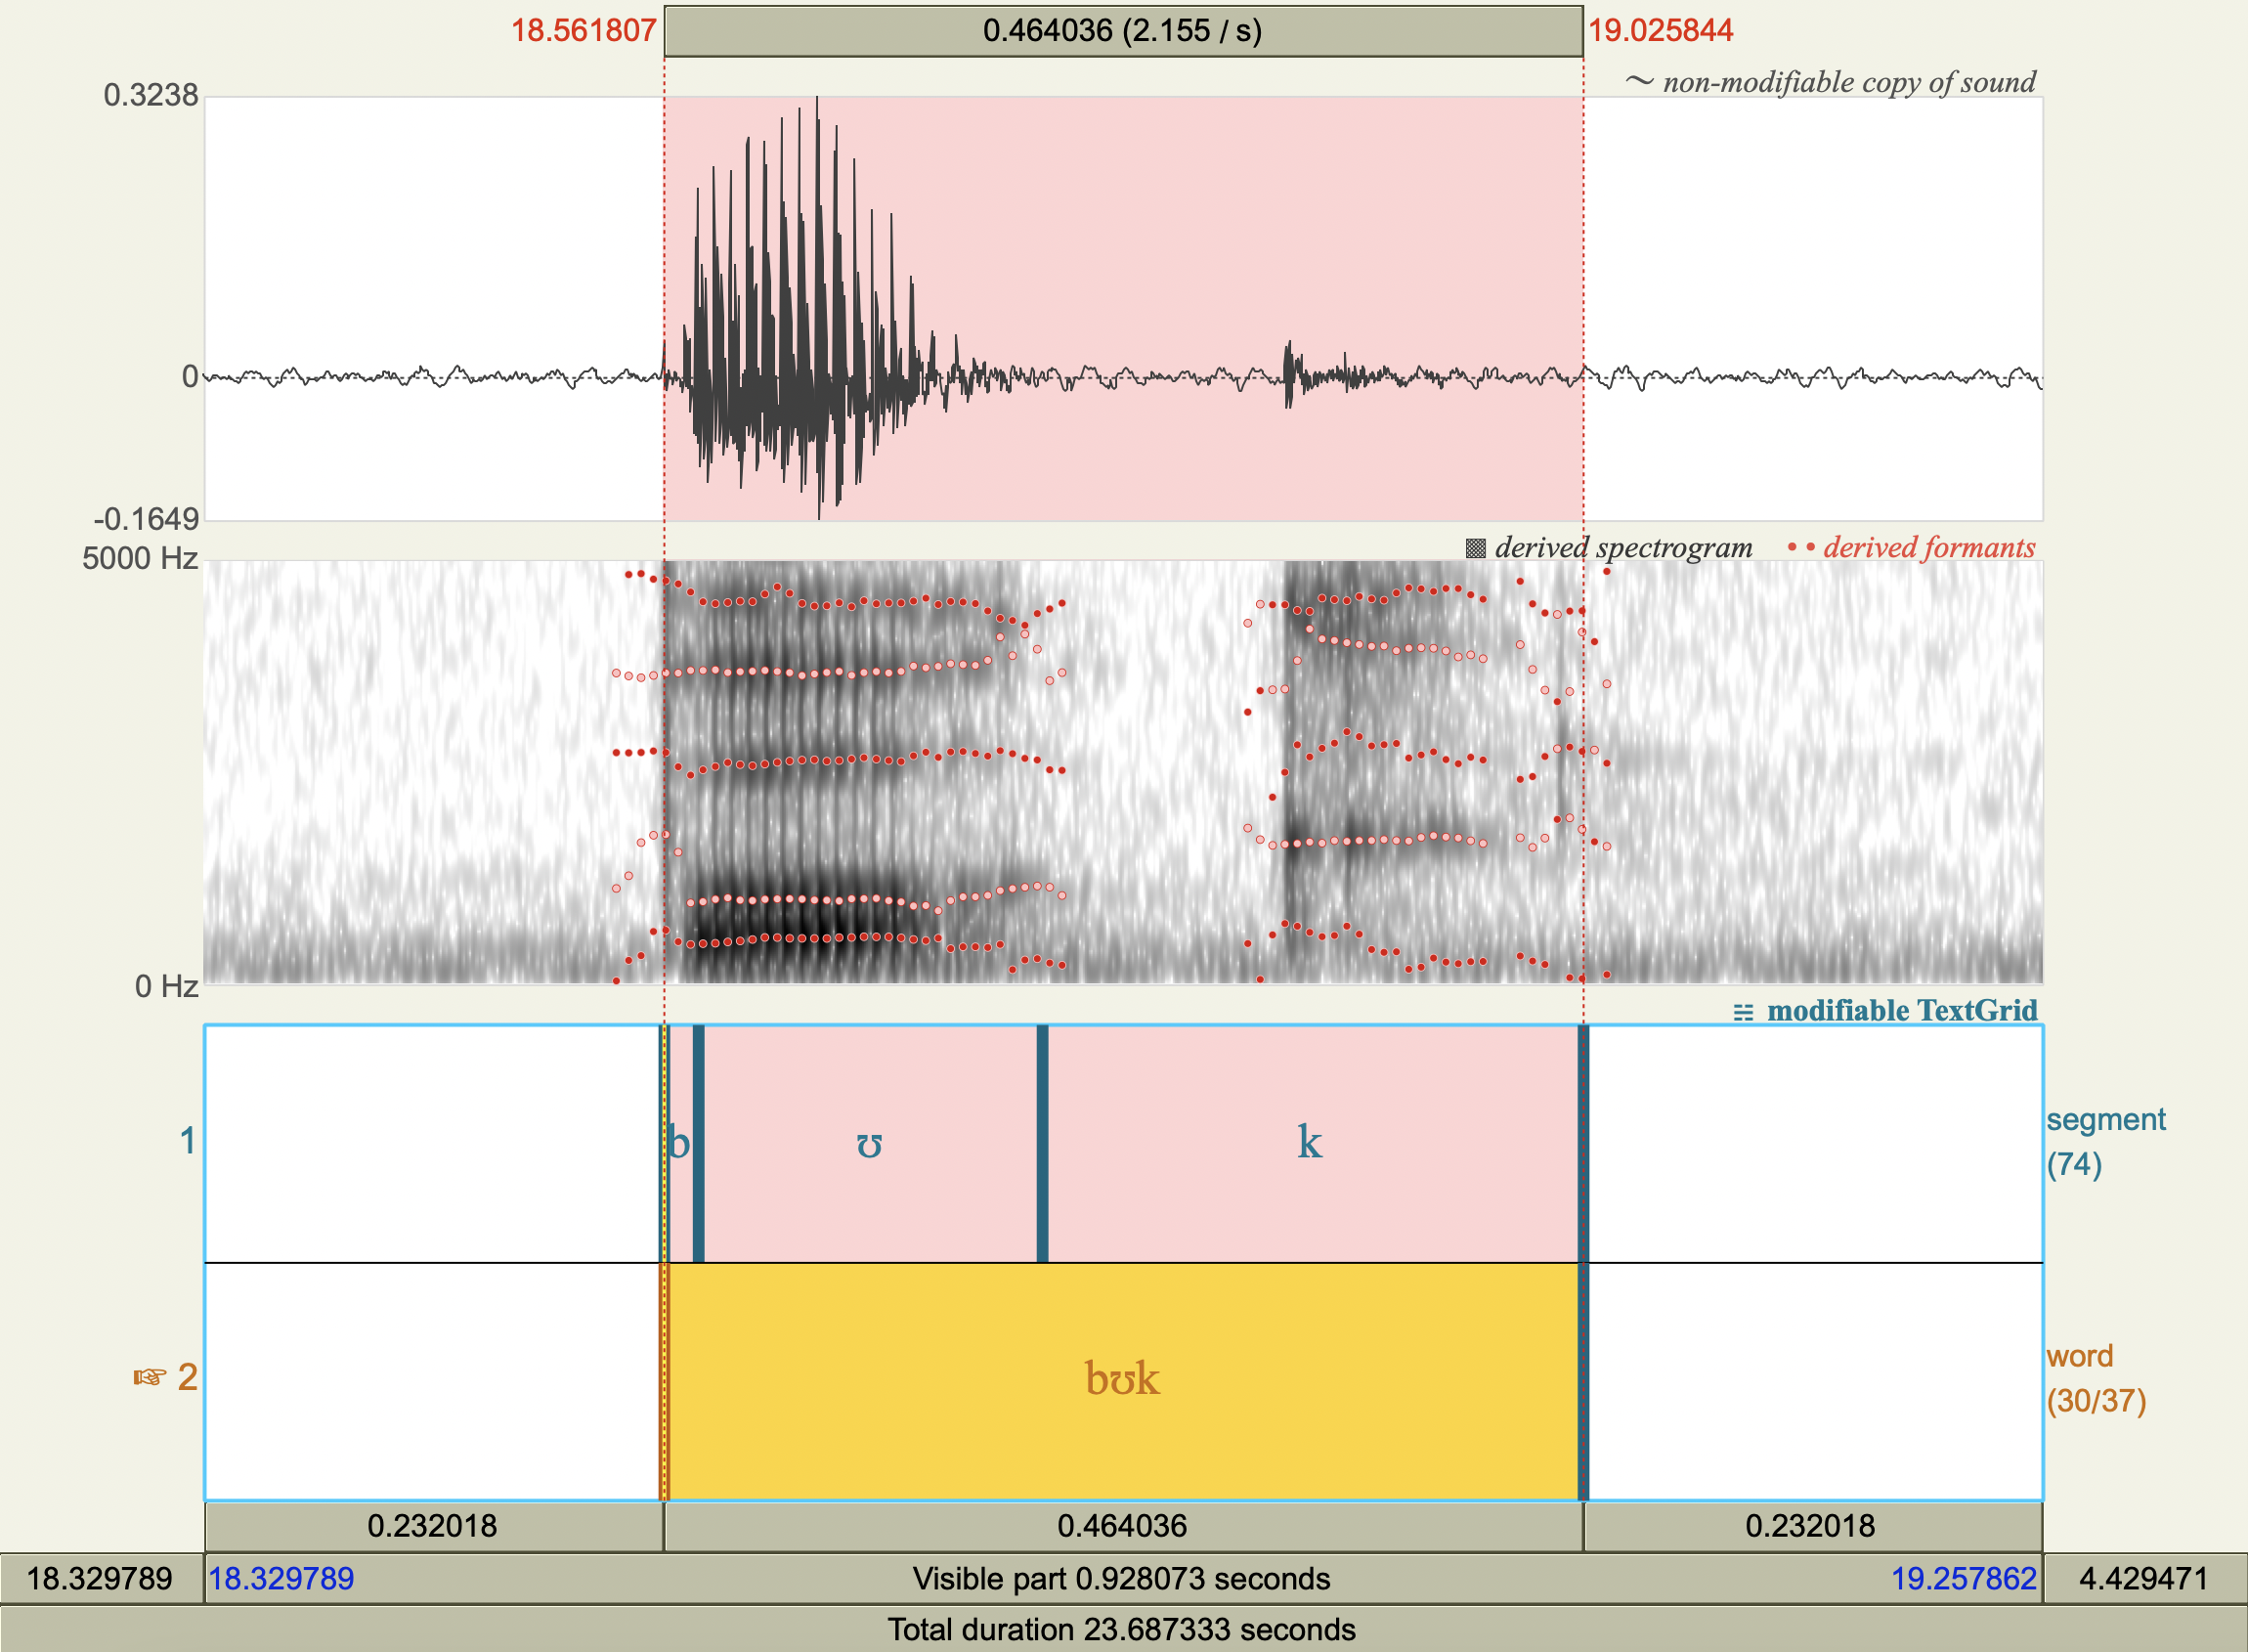 18.561807 0.464036 (2.155 / s) 19.025844
0.3238 ~ non-modifiable copy of sound
0
-0.1649
5000 Hz derived spectrogram •• derived formants
0 Hz
modifiable TextGrid
1 b ʊ k segment
(74)
☞ 2 bʊk word
(30/37)
0.232018 0.464036 0.232018
18.329789 18.329789 Visible part 0.928073 seconds 19.257862 4.429471
Total duration 23.687333 seconds